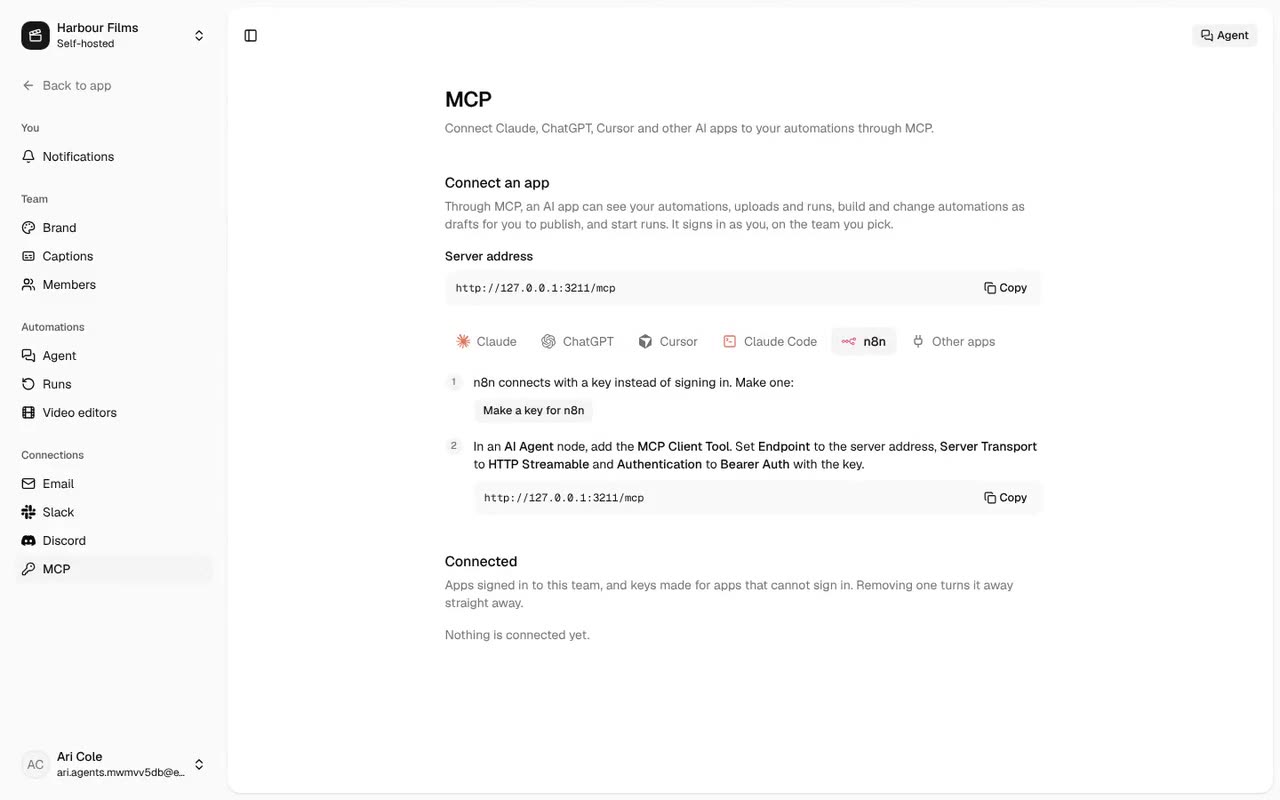 Harbour Films
Self-hosted
Agent
Back to app
You
Notifications
Team
Brand
Captions
Members
Automations
Agent
Runs
Video editors
Connections
Email
Slack
Discord
MCP
Ari Cole
AC
ari.agents.mwmvv5db@e...
MCP
Connect Claude, ChatGPT, Cursor and other AI apps to your automations through MCP.
Connect an app
Through MCP, an AI app can see your automations, uploads and runs, build and change automations as
drafts for you to publish, and start runs. It signs in as you, on the team you pick.
Server address
http://127.0.0.1:3211/mcp Copy
Claude ChatGPT Cursor Claude Code n8n Other apps
1 n8n connects with a key instead of signing in. Make one:
Make a key for n8n
2 In an AI Agent node, add the MCP Client Tool. Set Endpoint to the server address, Server Transport
to HTTP Streamable and Authentication to Bearer Auth with the key.
http://127.0.0.1:3211/mcp Copy
Connected
Apps signed in to this team, and keys made for apps that cannot sign in. Removing one turns it away
straight away.
Nothing is connected yet.